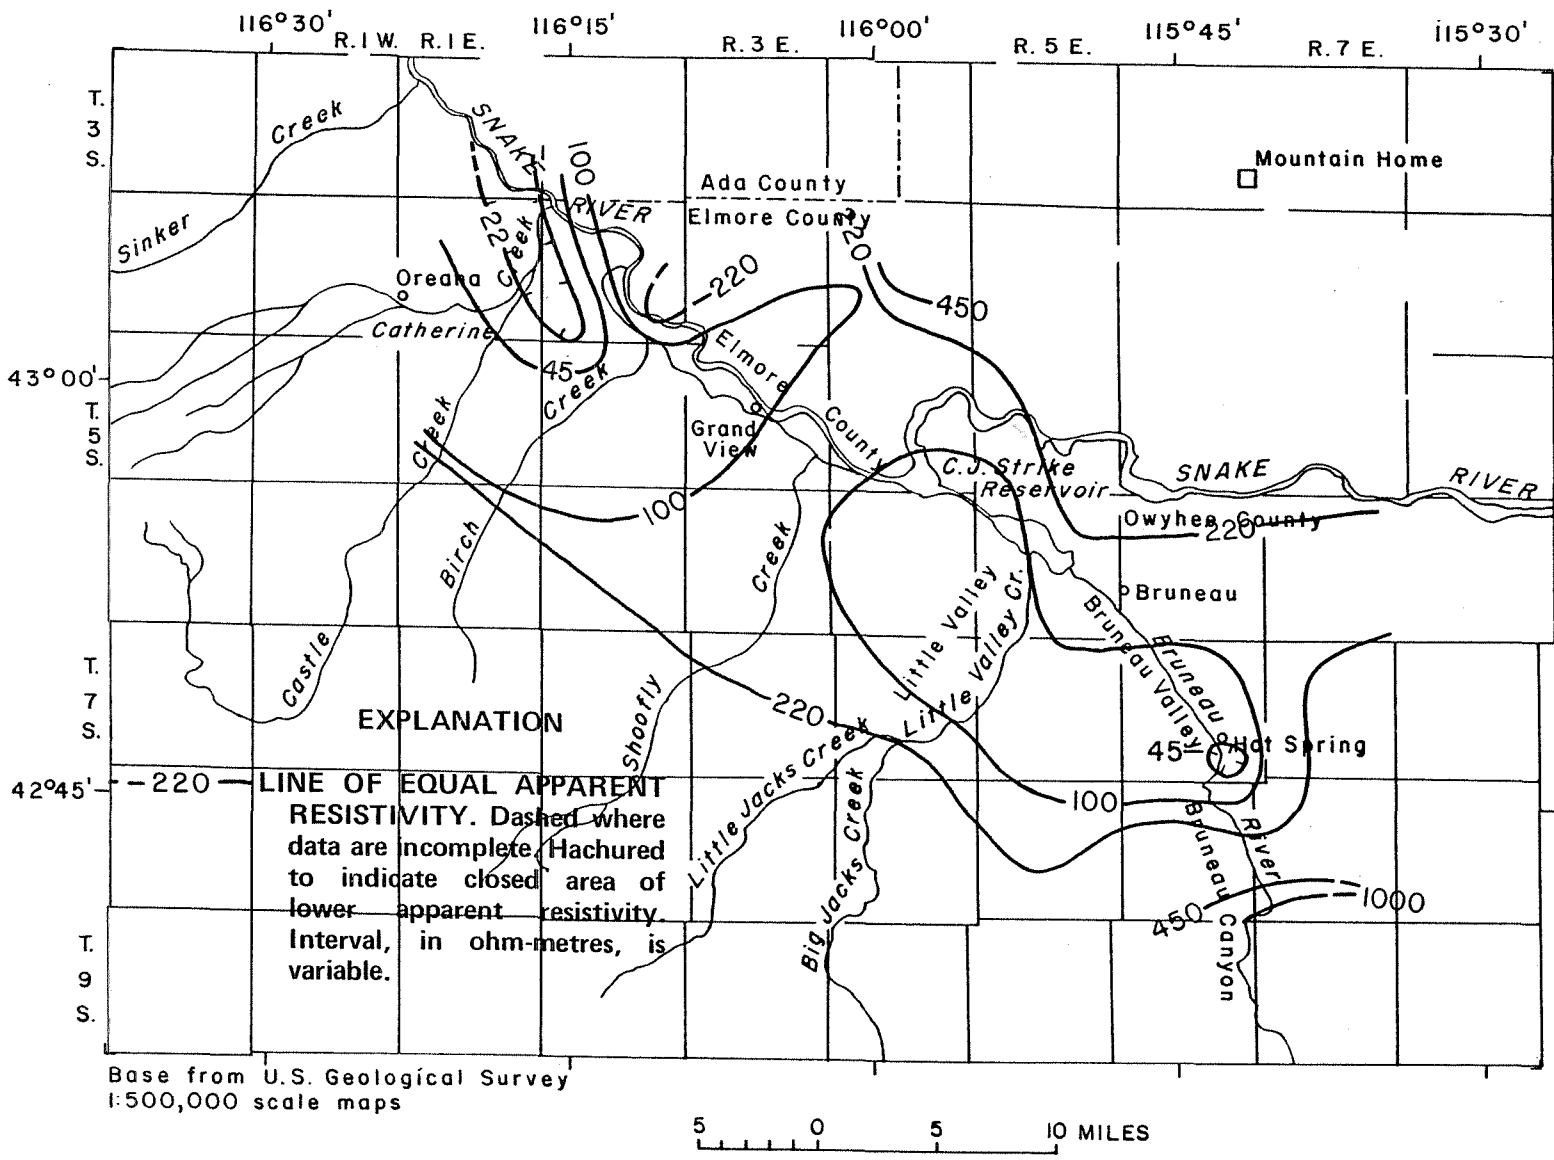 116°30' 116°15' 116°00' 115°45' 115°30'
R.1W. R.1E. R.3E. R.5E. R.7E.
T.
3
S.
Creek
SNAKE
100
Mountain Home
Ada County
Elmore County
RIVER
Sinker
22
Creek
220
220
Oreana
450
Catherine
Elmore
43°00'
45
Creek
T.
5
S.
Creek
Grand
View
County
C.J. Strike
Reservoir
SNAKE
RIVER
100
Owyhee County
220
Birch
Creek
Little Valley
Little Valley Cr.
Bruneau
Bruneau Valley
Bruneau
T.
7
S.
Castle
Shoofly
220
EXPLANATION
Little Jacks Creek
45
Hot Spring
42°45'
-220 LINE OF EQUAL APPARENT
RESISTIVITY. Dashed where
data are incomplete. Hachured
to indicate closed area of
lower apparent resistivity.
Interval, in ohm-metres, is
variable.
100
Big Jacks Creek
Bruneau Canyon
River
450
1000
T.
9
S.
Base from U.S. Geological Survey
1:500,000 scale maps
5 0 5 10 MILES